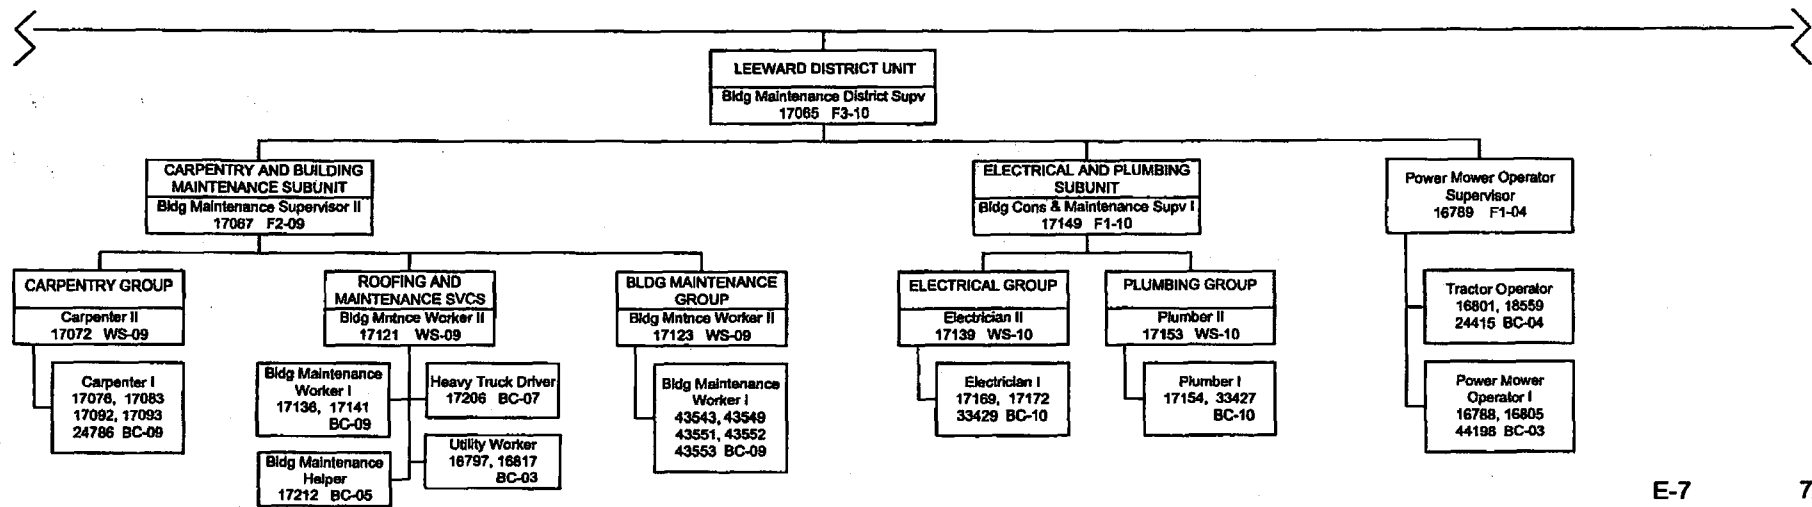 LEEWARD DISTRICT UNIT
Bldg Maintenance District Supv
17065 F3-10
CARPENTRY AND BUILDING
MAINTENANCE SUBUNIT
Bldg Maintenance Supervisor II
17067 F2-09
ELECTRICAL AND PLUMBING
SUBUNIT
Bldg Cons & Maintenance Supv I
17149 F1-10
Power Mower Operator
Supervisor
16789 F1-04
CARPENTRY GROUP
Carpenter II
17072 WS-09
ROOFING AND
MAINTENANCE SVCS
Bldg Mntnce Worker II
17121 WS-09
BLDG MAINTENANCE
GROUP
Bldg Mntnce Worker II
17123 WS-09
ELECTRICAL GROUP
Electrician II
17139 WS-10
PLUMBING GROUP
Plumber II
17153 WS-10
Tractor Operator
16801, 18559
24415 BC-04
Carpenter I
17076, 17083
17092, 17093
24786 BC-09
Bldg Maintenance
Worker I
17136, 17141
BC-09
Heavy Truck Driver
17206 BC-07
Bldg Maintenance
Worker I
43543, 43549
43551, 43552
43553 BC-09
Electrician I
17169, 17172
33429 BC-10
Plumber I
17154, 33427
BC-10
Power Mower
Operator I
16788, 16805
44198 BC-03
Bldg Maintenance
Helper
17212 BC-05
Utility Worker
16797, 16817
BC-03
E-7 7